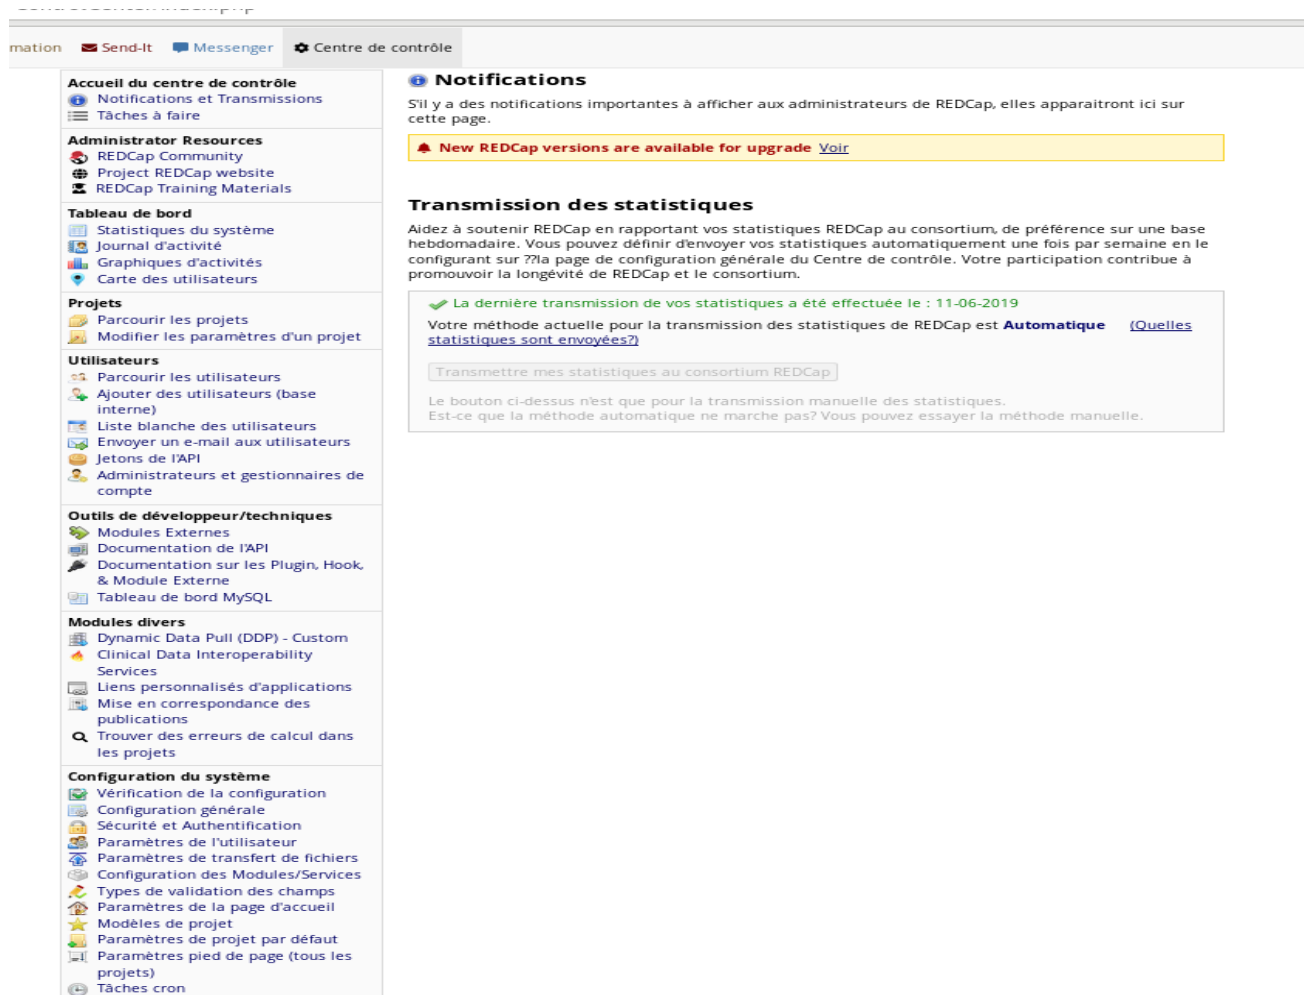 mation Send-It Messenger Centre de contrôle
Accueil du centre de contrôle
Notifications et Transmissions
Tâches à faire
Administrator Resources
REDCap Community
Project REDCap website
REDCap Training Materials
Tableau de bord
Statistiques du système
Journal d'activité
Graphiques d'activités
Carte des utilisateurs
Projets
Parcourir les projets
Modifier les paramètres d'un projet
Utilisateurs
Parcourir les utilisateurs
Ajouter des utilisateurs (base
interne)
Liste blanche des utilisateurs
Envoyer un e-mail aux utilisateurs
Jetons de l'API
Administrateurs et gestionnaires de
compte
Outils de développeur/techniques
Modules Externes
Documentation de l'API
Documentation sur les Plugin, Hook,
& Module Externe
Tableau de bord MySQL
Modules divers
Dynamic Data Pull (DDP) - Custom
Clinical Data Interoperability
Services
Liens personnalisés d'applications
Mise en correspondance des
publications
Trouver des erreurs de calcul dans
les projets
Configuration du système
Vérification de la configuration
Configuration générale
Sécurité et Authentification
Paramètres de l'utilisateur
Paramètres de transfert de fichiers
Configuration des Modules/Services
Types de validation des champs
Paramètres de la page d'accueil
Modèles de projet
Paramètres de projet par défaut
Paramètres pied de page (tous les
projets)
Tâches cron
Notifications
S'il y a des notifications importantes à afficher aux administrateurs de REDCap, elles apparaitront ici sur
cette page.
New REDCap versions are available for upgrade Voir
Transmission des statistiques
Aidez à soutenir REDCap en rapportant vos statistiques REDCap au consortium, de préférence sur une base
hebdomadaire. Vous pouvez définir d'envoyer vos statistiques automatiquement une fois par semaine en le
configurant sur ??la page de configuration générale du Centre de contrôle. Votre participation contribue à
promouvoir la longévité de REDCap et le consortium.
La dernière transmission de vos statistiques a été effectuée le : 11-06-2019
Votre méthode actuelle pour la transmission des statistiques de REDCap est Automatique (Quelles
statistiques sont envoyées?)
Transmettre mes statistiques au consortium REDCap
Le bouton ci-dessus n'est que pour la transmission manuelle des statistiques.
Est-ce que la méthode automatique ne marche pas? Vous pouvez essayer la méthode manuelle.